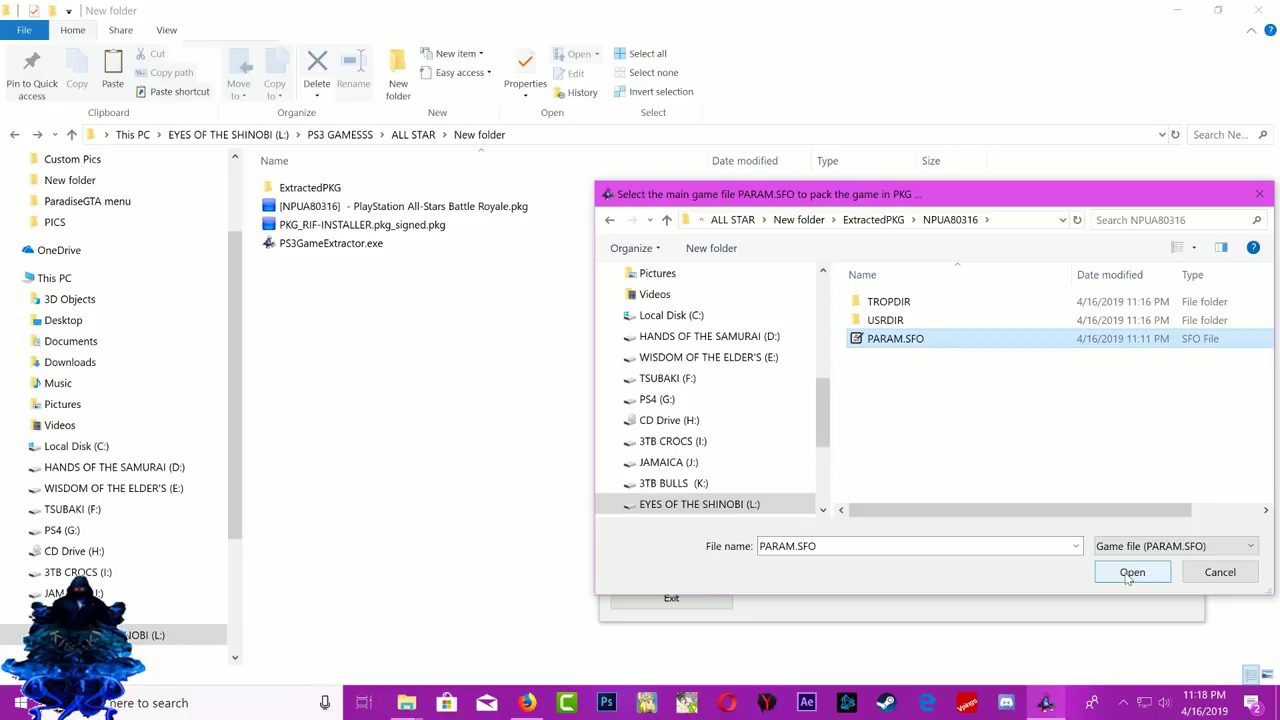 New folder
File
Home
Share
View
Pin to Quick access
Copy
Paste
Cut
Copy path
Paste shortcut
Clipboard
Move to
Copy to
Delete
Rename
Organize
New folder
New item
Easy access
New
Properties
Open
Edit
History
Open
Select all
Select none
Invert selection
Select
This PC > EYES OF THE SHINOBI (L:) > PS3 GAMESSS > ALL STAR > New folder
Search Ne...
Custom Pics
New folder
ParadiseGTA menu
PICS
OneDrive
This PC
3D Objects
Desktop
Documents
Downloads
Music
Pictures
Videos
Local Disk (C:)
HANDS OF THE SAMURAI (D:)
WISDOM OF THE ELDER'S (E:)
TSUBAKI (F:)
PS4 (G:)
CD Drive (H:)
3TB CROCS (I:)
NOBI (L:)
Name
Date modified
Type
Size
ExtractedPKG
[NPUA80316] - PlayStation All-Stars Battle Royale.pkg
PKG_RIF-INSTALLER.pkg_signed.pkg
PS3GameExtractor.exe
Select the main game file PARAM.SFO to pack the game in PKG ...
« ALL STAR > New folder > ExtractedPKG > NPUA80316 >
Search NPUA80316
Organize
New folder
Pictures
Videos
Local Disk (C:)
HANDS OF THE SAMURAI (D:)
WISDOM OF THE ELDER'S (E:)
TSUBAKI (F:)
PS4 (G:)
CD Drive (H:)
3TB CROCS (I:)
JAMAICA (J:)
3TB BULLS (K:)
EYES OF THE SHINOBI (L:)
Name
Date modified
Type
TROPDIR 4/16/2019 11:16 PM File folder
USRDIR 4/16/2019 11:16 PM File folder
PARAM.SFO 4/16/2019 11:11 PM SFO File
File name:
PARAM.SFO
Game file (PARAM.SFO)
Open
Cancel
Exit
here to search
11:18 PM
4/16/2019
2